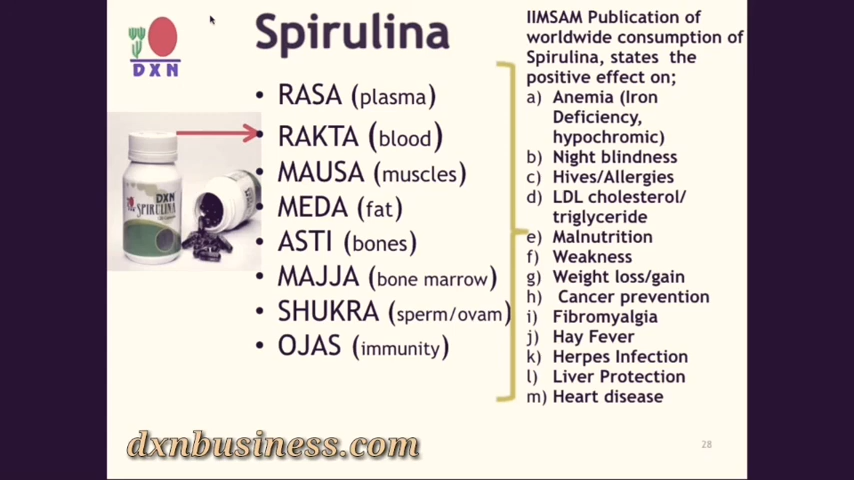 DXN
Spirulina
• RASA (plasma)
• RAKTA (blood)
• MAUSA (muscles)
• MEDA (fat)
• ASTI (bones)
• MAJJA (bone marrow)
• SHUKRA (sperm/ovam)
• OJAS (immunity)
DXN
SPIRULINA
IIMSAM Publication of
worldwide consumption of
Spirulina, states the
positive effect on;
a) Anemia (Iron
Deficiency,
hypochromic)
b) Night blindness
c) Hives/Allergies
d) LDL cholesterol/
triglyceride
e) Malnutrition
f) Weakness
g) Weight loss/gain
h) Cancer prevention
i) Fibromyalgia
j) Hay Fever
k) Herpes Infection
l) Liver Protection
m) Heart disease
dxnbusiness.com
28